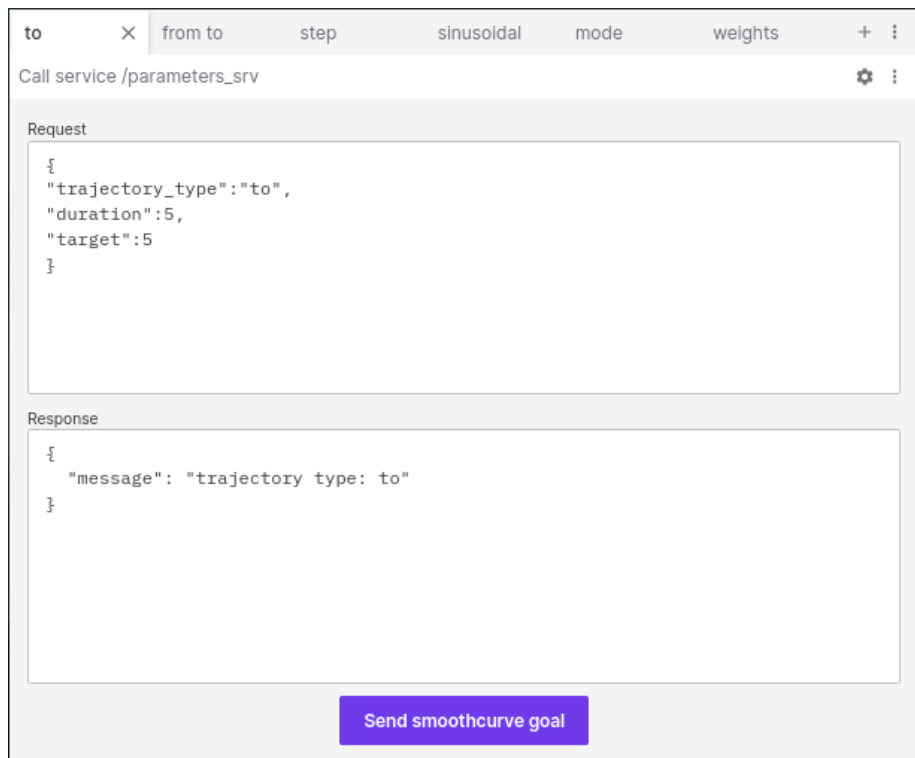 to from to step sinusoidal mode weights
Call service /parameters_srv
Request
{
"trajectory_type":"to",
"duration":5,
"target":5
}
Response
{
"message": "trajectory type: to"
}
Send smoothcurve goal